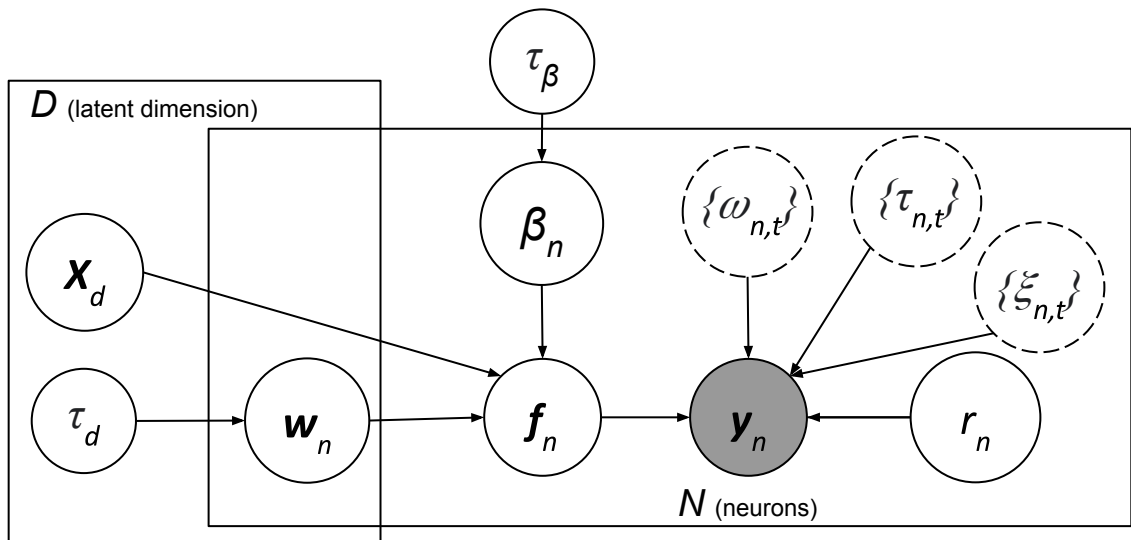 τβ
D (latent dimension)
{ωn,t}
{τn,t}
βn
Xd
{ξn,t}
τd
wn
fn
yn
rn
N (neurons)